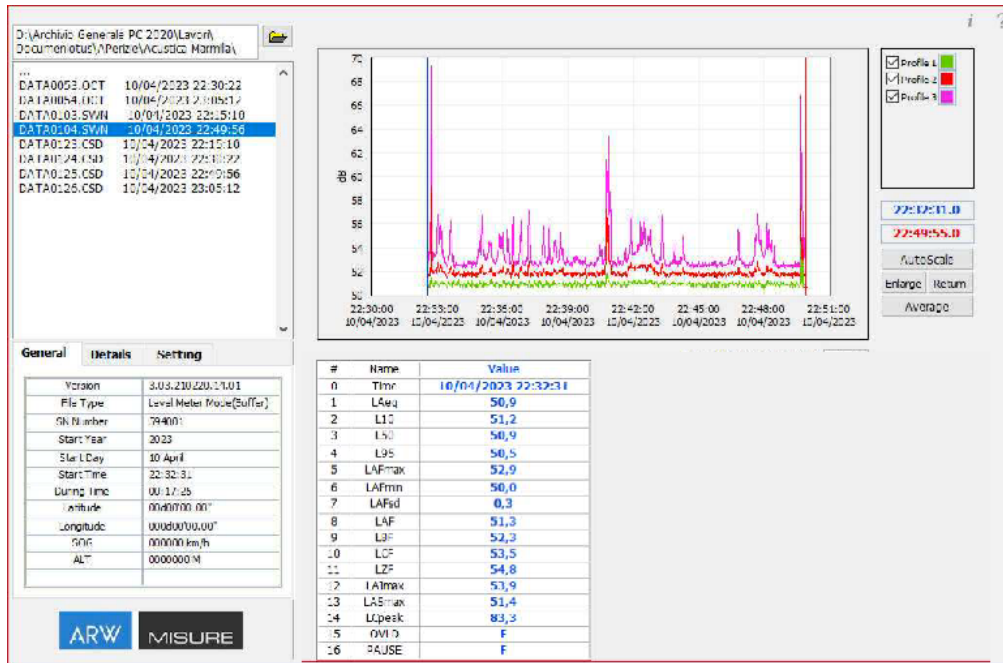 D:\Archivio Generale PC 2020\Lavori\
Documenlotus\APerizie\Acustica Marmila\
...
DATA0053.OCT 10/04/2023 22:30:22
DATA0054.OCT 10/04/2023 23:05:12
DATA0103.SWN 10/04/2023 22:15:10
DATA0104.SWN 10/04/2023 22:49:56
DATA0123.CSD 10/04/2023 22:15:10
DATA0124.CSD 10/04/2023 22:30:22
DATA0125.CSD 10/04/2023 22:49:56
DATA0126.CSD 10/04/2023 23:05:12
General Details Setting
Version 3.03.210220.14.01
File Type Level Meter Mode(Buffer)
SN Number 394001
Start Year 2023
Start Day 10 April
Start Time 22:32:31
During Time 00:17:25
Latitude 00d00'00.00"
Longitude 000d00'00.00"
SOG 000000 km/h
ALT 0000000 M
ARW MISURE
i ?
dB
70
68
66
64
62
60
58
56
54
52
50
22:30:00 22:33:00 22:36:00 22:39:00 22:42:00 22:45:00 22:48:00 22:51:00
10/04/2023 10/04/2023 10/04/2023 10/04/2023 10/04/2023 10/04/2023 10/04/2023 10/04/2023
Profile 1
Profile 2
Profile 3
22:32:31.0
22:49:55.0
AutoScale
Enlarge Return
Average
# Name Value
0 Time 10/04/2023 22:32:31
1 LAeq 50,9
2 L10 51,2
3 L50 50,9
4 L95 50,5
5 LAFmax 52,9
6 LAFmin 50,0
7 LAFsd 0,3
8 LAF 51,3
9 LBF 52,3
10 LCF 53,5
11 LZF 54,8
12 LAImax 53,9
13 LASmax 51,4
14 LCpeak 83,3
15 OVLD F
16 PAUSE F